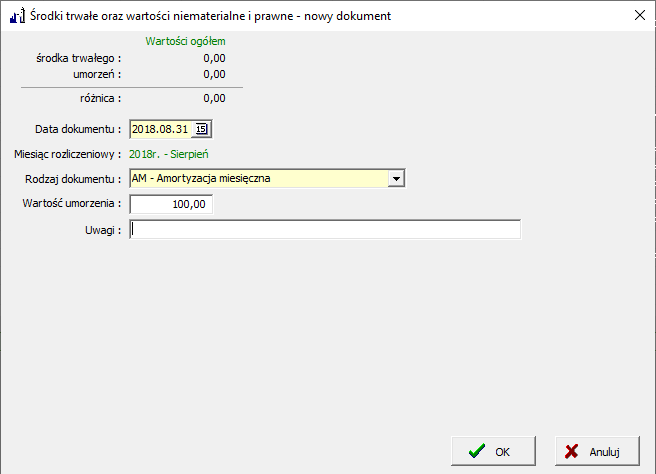 Środki trwałe oraz wartości niematerialne i prawne - nowy dokument
Wartości ogółem
środka trwałego : 0,00
umorzeń : 0,00
różnica : 0,00
Data dokumentu : 2018.08.31 15
Miesiąc rozliczeniowy : 2018r. - Sierpień
Rodzaj dokumentu : AM - Amortyzacja miesięczna
Wartość umorzenia : 100,00
Uwagi :
OK Anuluj